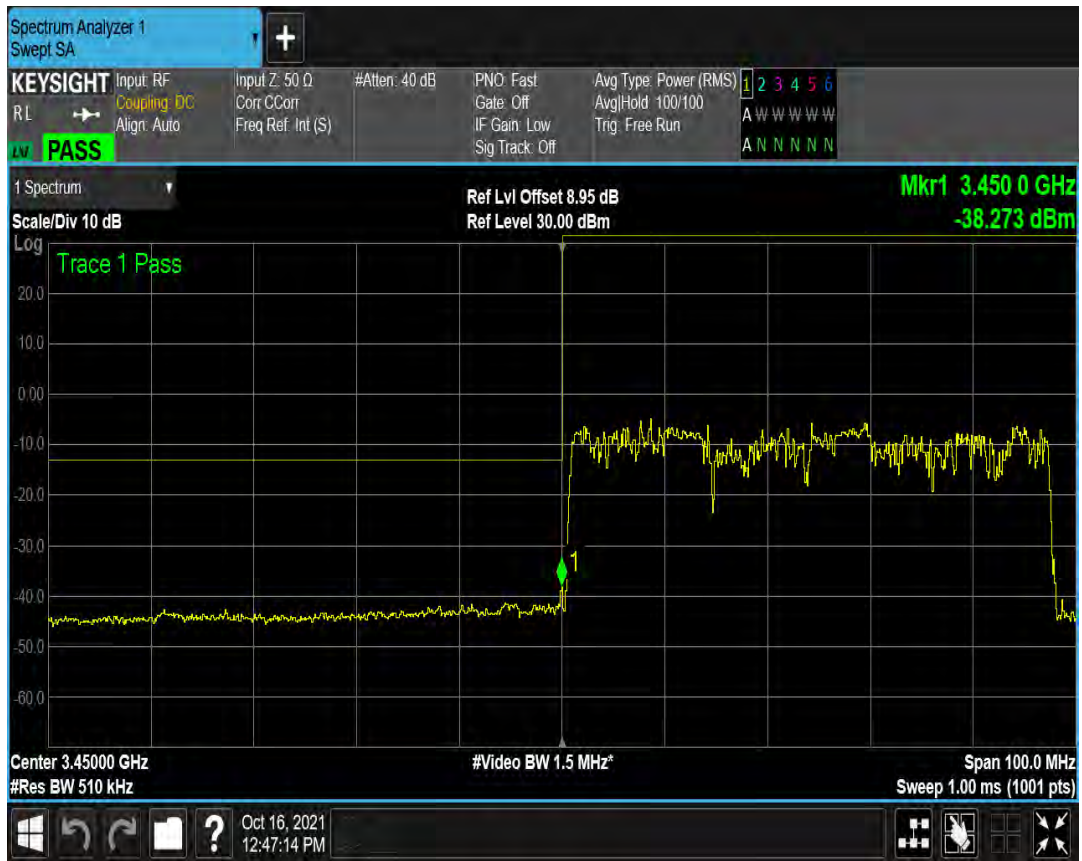 Spectrum Analyzer 1
Swept SA
+
KEYSIGHT
RL
PASS
Input: RF
Coupling: DC
Align: Auto
Input Z: 50 Ω
Corr CCorr
Freq Ref: Int (S)
#Atten: 40 dB
PNO: Fast
Gate: Off
IF Gain: Low
Sig Track: Off
Avg Type: Power (RMS)
Avg|Hold: 100/100
Trig: Free Run
1 2 3 4 5 6
A W W W W W
A N N N N N
1 Spectrum
Scale/Div 10 dB
Ref Lvl Offset 8.95 dB
Ref Level 30.00 dBm
Mkr1 3.450 0 GHz
-38.273 dBm
Log
Trace 1 Pass
20.0
10.0
0.00
-10.0
-20.0
-30.0
1
-40.0
-50.0
-60.0
Center 3.45000 GHz
#Video BW 1.5 MHz*
Span 100.0 MHz
#Res BW 510 kHz
Sweep 1.00 ms (1001 pts)
?
Oct 16, 2021
12:47:14 PM